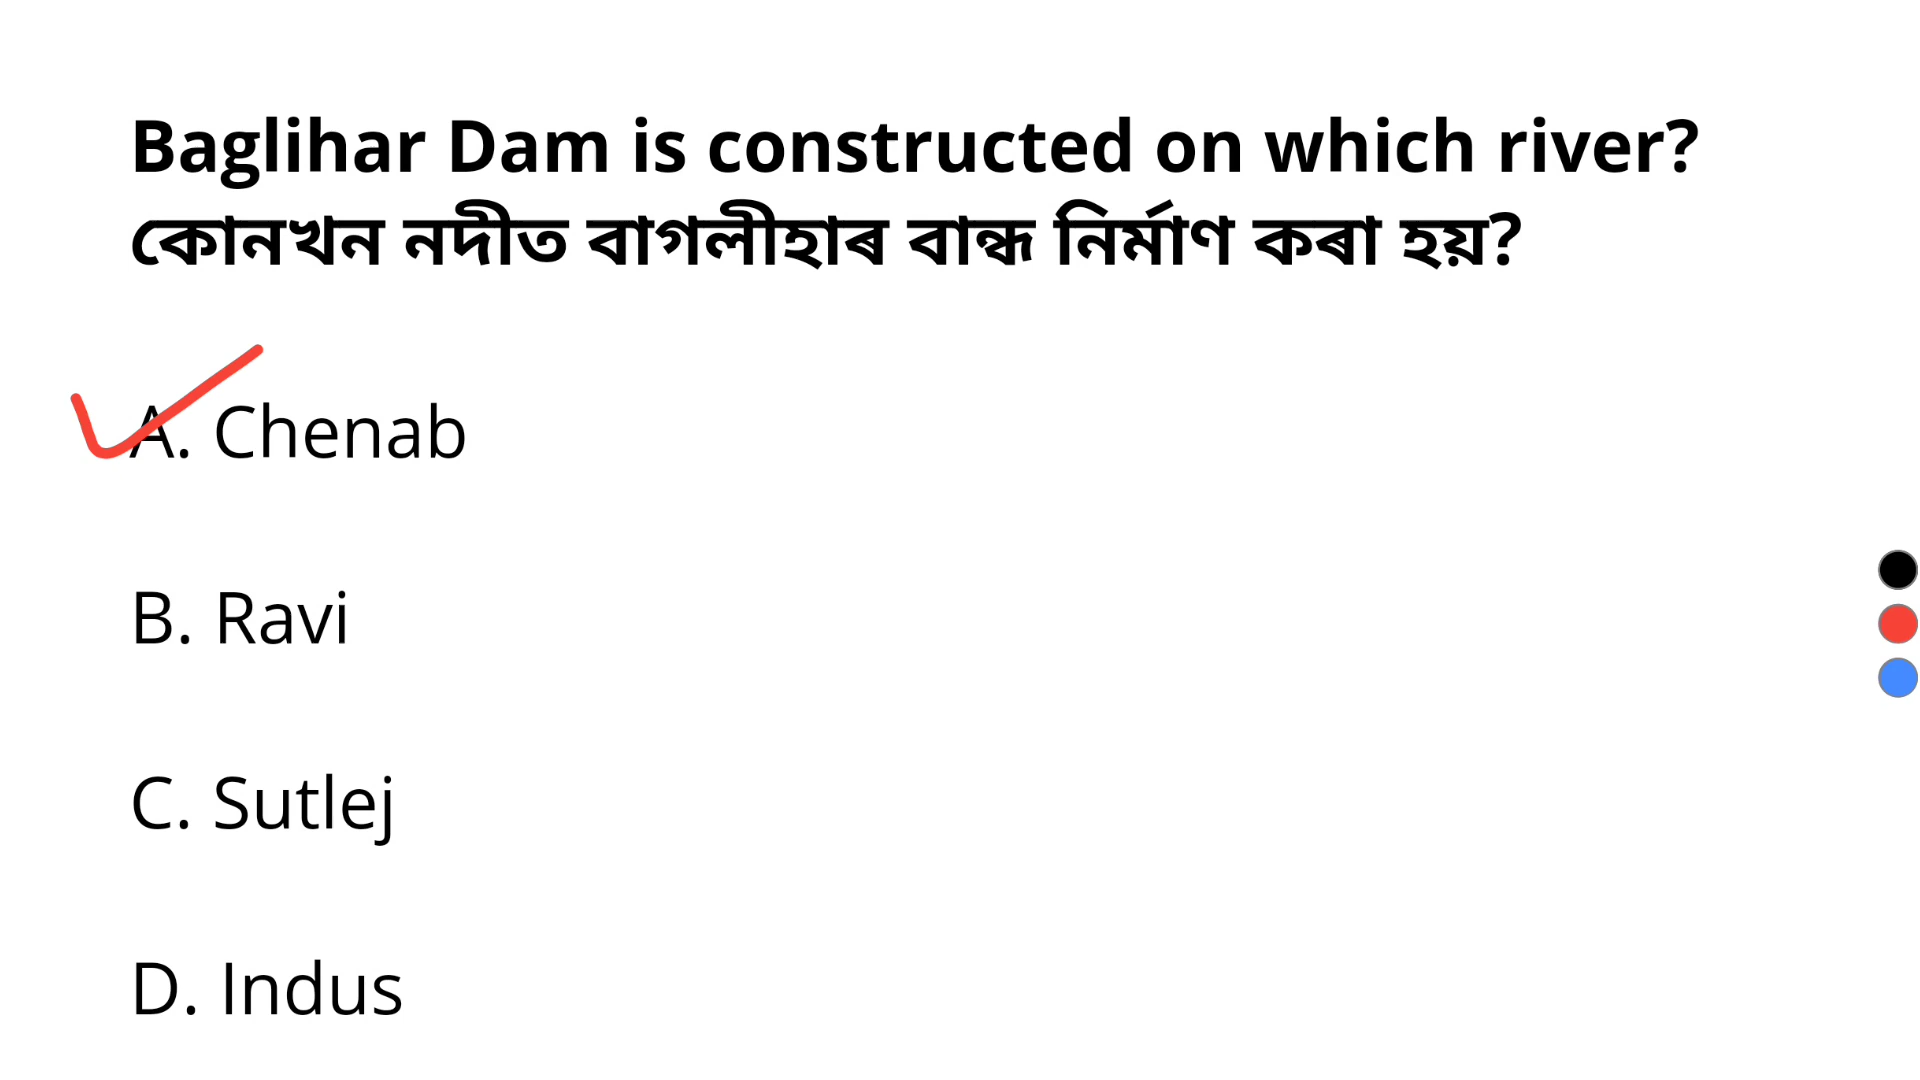 Baglihar Dam is constructed on which river?
কোনখন নদীত বাগলীহাৰ বান্ধ নিৰ্মাণ কৰা হয়?
A. Chenab
B. Ravi
C. Sutlej
D. Indus